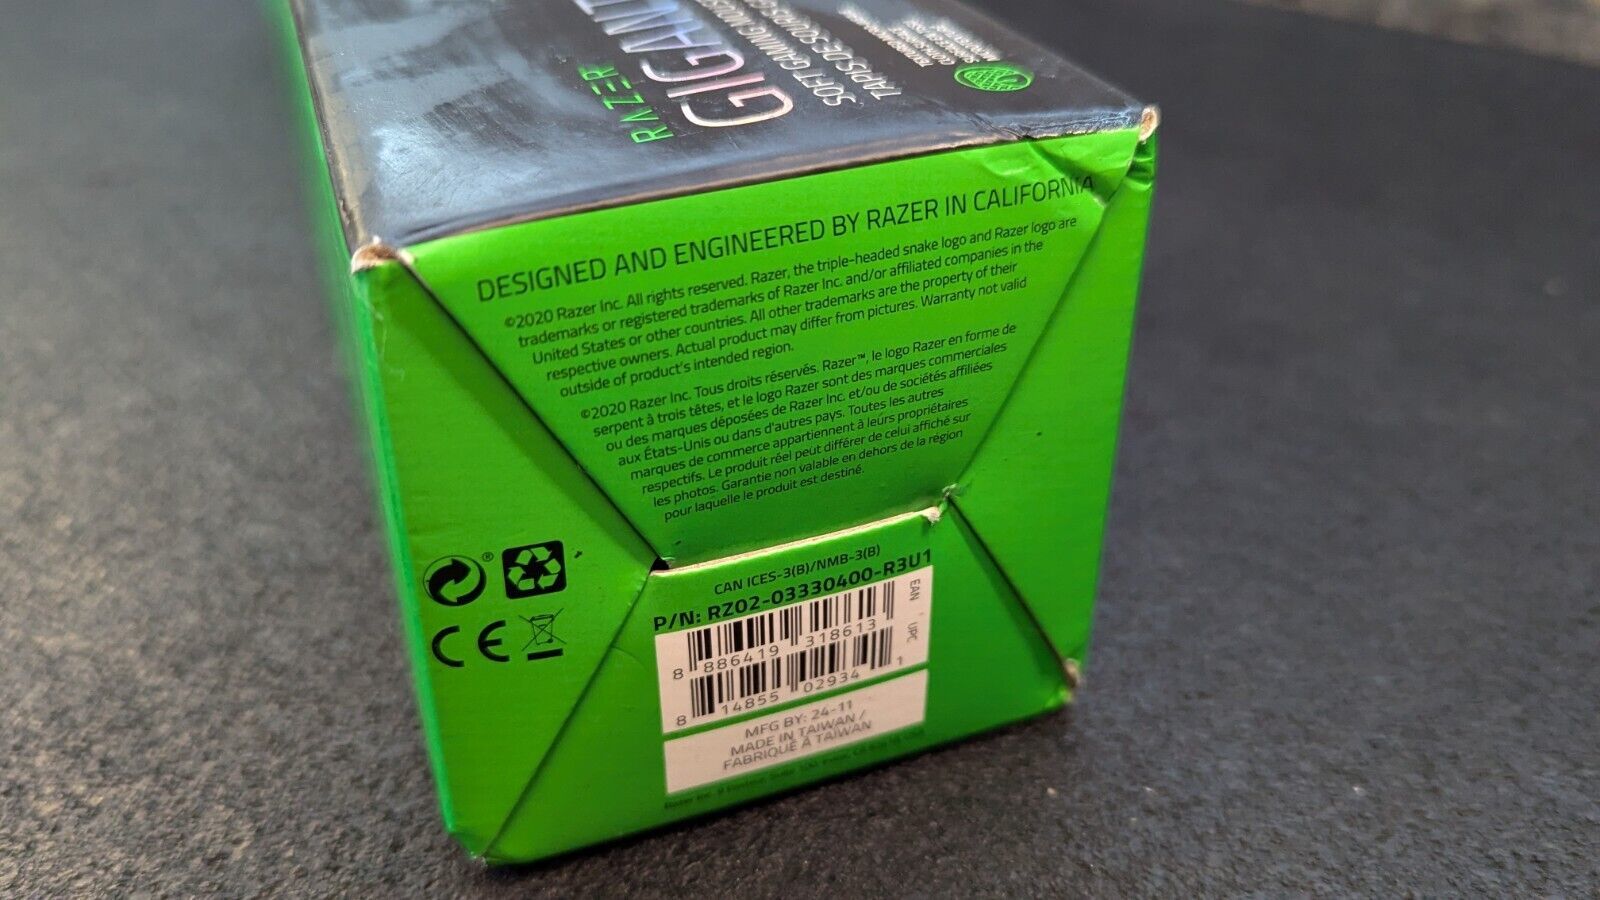 RAZER
SOFT GAMING
TAPIS DE SOURIS
DESIGNED AND ENGINEERED BY RAZER IN CALIFORNIA
©2020 Razer Inc. All rights reserved. Razer, the triple-headed snake logo and Razer logo are
trademarks or registered trademarks of Razer Inc. and/or affiliated companies in the
United States or other countries. All other trademarks are the property of their
respective owners. Actual product may differ from pictures. Warranty not valid
outside of product's intended region.
©2020 Razer Inc. Tous droits réservés. Razer™, le logo Razer en forme de
serpent à trois têtes, et le logo Razer sont des marques commerciales
ou des marques déposées de Razer Inc. et/ou de sociétés affiliées
aux États-Unis ou dans d'autres pays. Toutes les autres
marques de commerce appartiennent à leurs propriétaires
respectifs. Le produit réel peut différer de celui affiché sur
les photos. Garantie non valable en dehors de la région
pour laquelle le produit est destiné.
®
CE
CAN ICES-3(B)/NMB-3(B)
P/N: RZ02-03330400-R3U1
EAN
8 886419 318613
UPC
8 14855 02934 1
MFG BY: 24-11
MADE IN TAIWAN /
FABRIQUÉ À TAIWAN
Razer Inc. 9